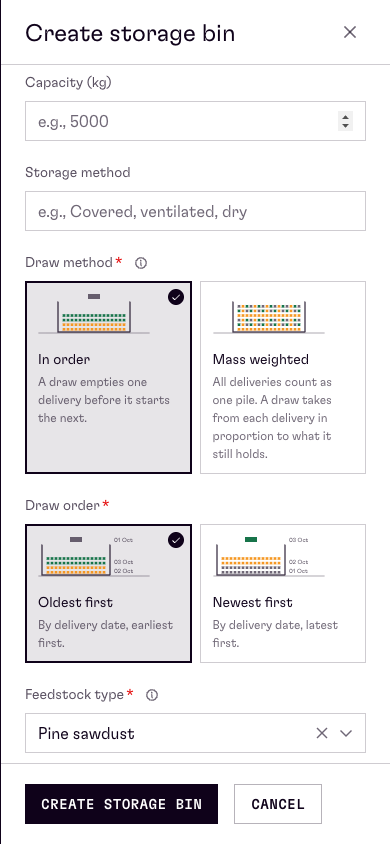 Create storage bin
Capacity (kg)
e.g., 5000
Storage method
e.g., Covered, ventilated, dry
Draw method*
In order
A draw empties one
delivery before it starts
the next.
Mass weighted
All deliveries count as
one pile. A draw takes
from each delivery in
proportion to what it
still holds.
Draw order*
01 Oct
03 Oct
02 Oct
Oldest first
By delivery date, earliest
first.
03 Oct
02 Oct
01 Oct
Newest first
By delivery date, latest
first.
Feedstock type*
Pine sawdust
CREATE STORAGE BIN
CANCEL